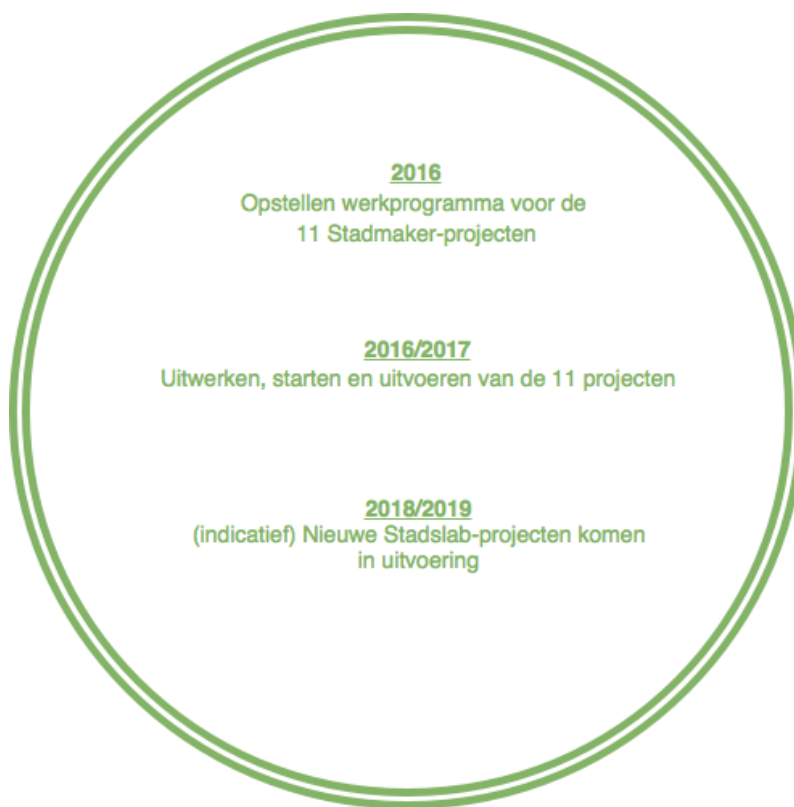 2016
Opstellen werkprogramma voor de
11 Stadmaker-projecten
2016/2017
Uitwerken, starten en uitvoeren van de 11 projecten
2018/2019
(indicatief) Nieuwe Stadslab-projecten komen
in uitvoering